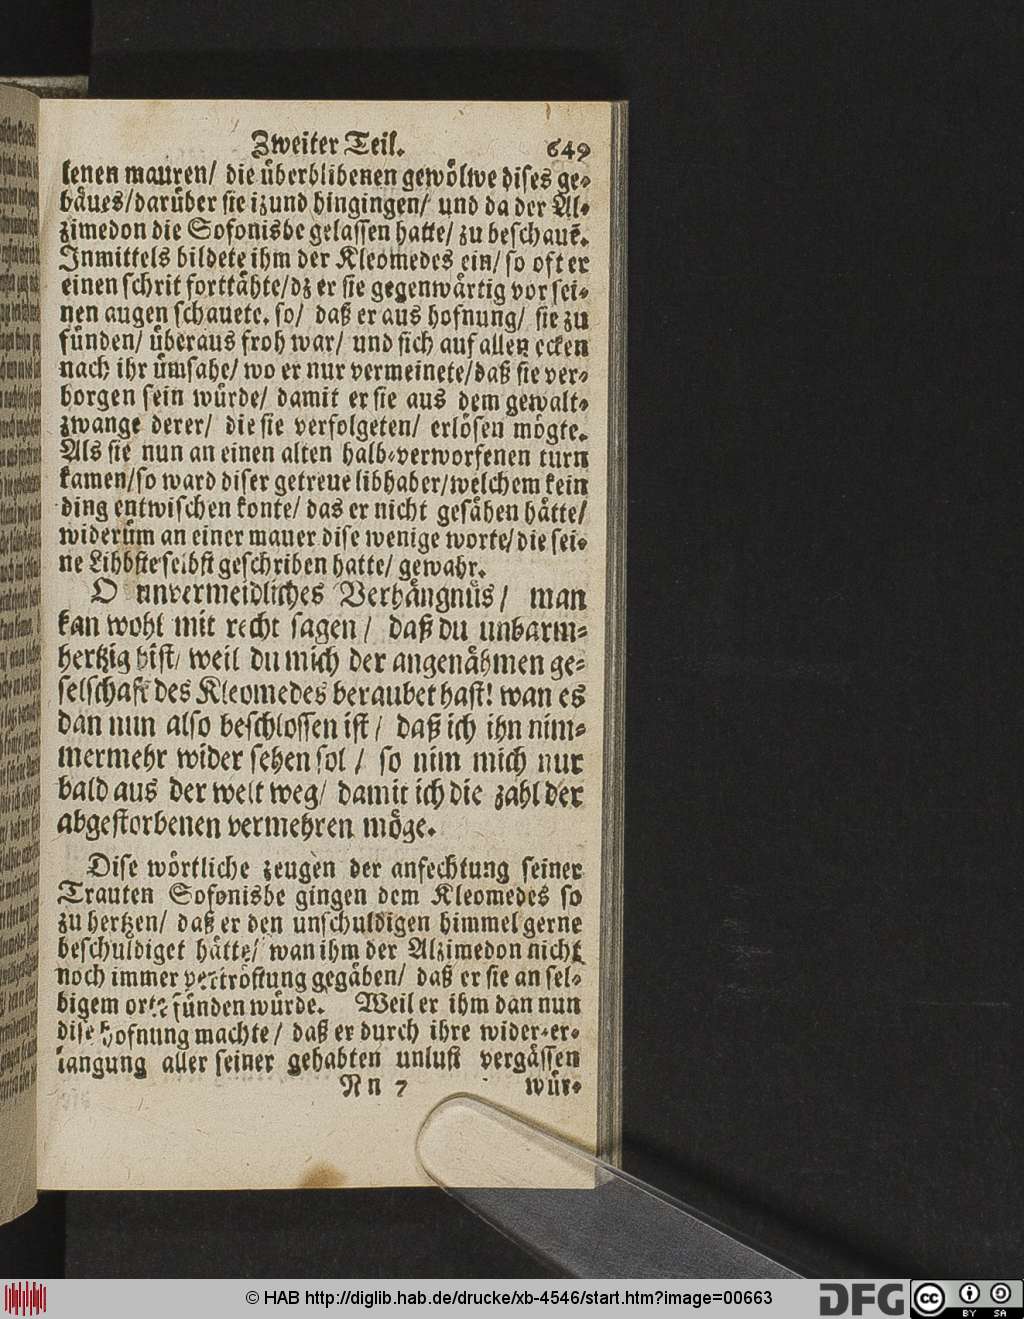 Zweiter Teil. 649
lenen mauren/ die überblibenen gewölwe dises ge-
bäues/darüber sie izund hingingen/ und da der Al-
zimedon die Sofonisbe gelassen hatte/ zu beschauē.
Inmittels bildete ihm der Kleomedes ein/ so oft er
einen schrit forttähte/dz er sie gegenwärtig vor sei-
nen augen schauete. so/ daß er aus hofnung/ sie zu
fünden/ überaus froh war/ und sich auf allen ecken
nach ihr ümsahe/ wo er nur vermeinete/daß sie ver-
borgen sein würde/ damit er sie aus dem gewalt-
zwange derer/ die sie verfolgeten/ erlösen mögte.
Als sie nun an einen alten halb-verworfenen turn
kamen/so ward diser getreue libhaber/welchem kein
ding entwischen konte/ das er nicht gesähen hätte/
widerüm an einer mauer dise wenige worte/ die sei-
ne Libbste selbst geschriben hatte/ gewahr.
O unvermeidliches Verhängnüs/ man
kan wohl mit recht sagen/ daß du unbarm-
hertzig bist/ weil du mich der angenähmen ge-
selschaft des Kleomedes beraubet hast! wan es
dan nun also beschlossen ist/ daß ich ihn nim-
mermehr wider sehen sol/ so nim mich nur
bald aus der welt weg/ damit ich die zahl der
abgestorbenen vermehren möge.
Dise wörtliche zeugen der anfechtung seiner
Trauten Sofonisbe gingen dem Kleomedes so
zu hertzen/ daß er den unschuldigen himmel gerne
beschuldiget hätte/ wan ihm der Alzimedon nicht
noch immer vertröstung gegäben/ daß er sie an sel-
bigem orte fünden würde. Weil er ihm dan nun
dise hofnung machte/ daß er durch ihre wider-er-
langung aller seiner gehabten unlust vergässen
Nn 7 wür-
© HAB http://diglib.hab.de/drucke/xb-4546/start.htm?image=00663
DFG
cc BY SA